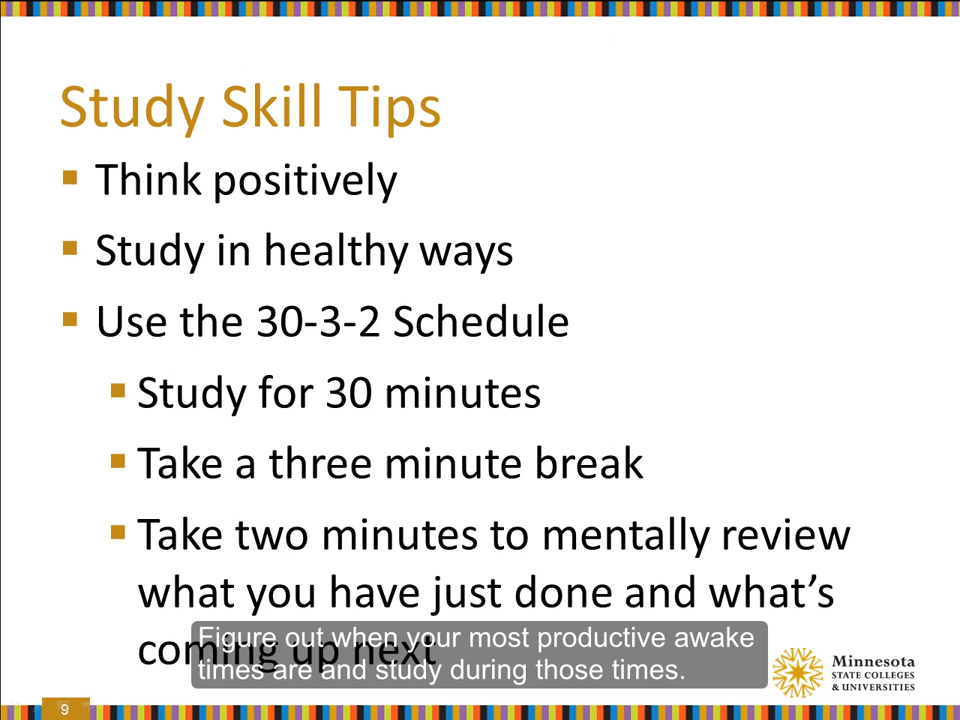 Study Skill Tips
Think positively
Study in healthy ways
Use the 30-3-2 Schedule
Study for 30 minutes
Take a three minute break
Take two minutes to mentally review
what you have just done and what's
coming up next
Figure out when your most productive awake
times are and study during those times.
Minnesota
STATE COLLEGES
& UNIVERSITIES
9